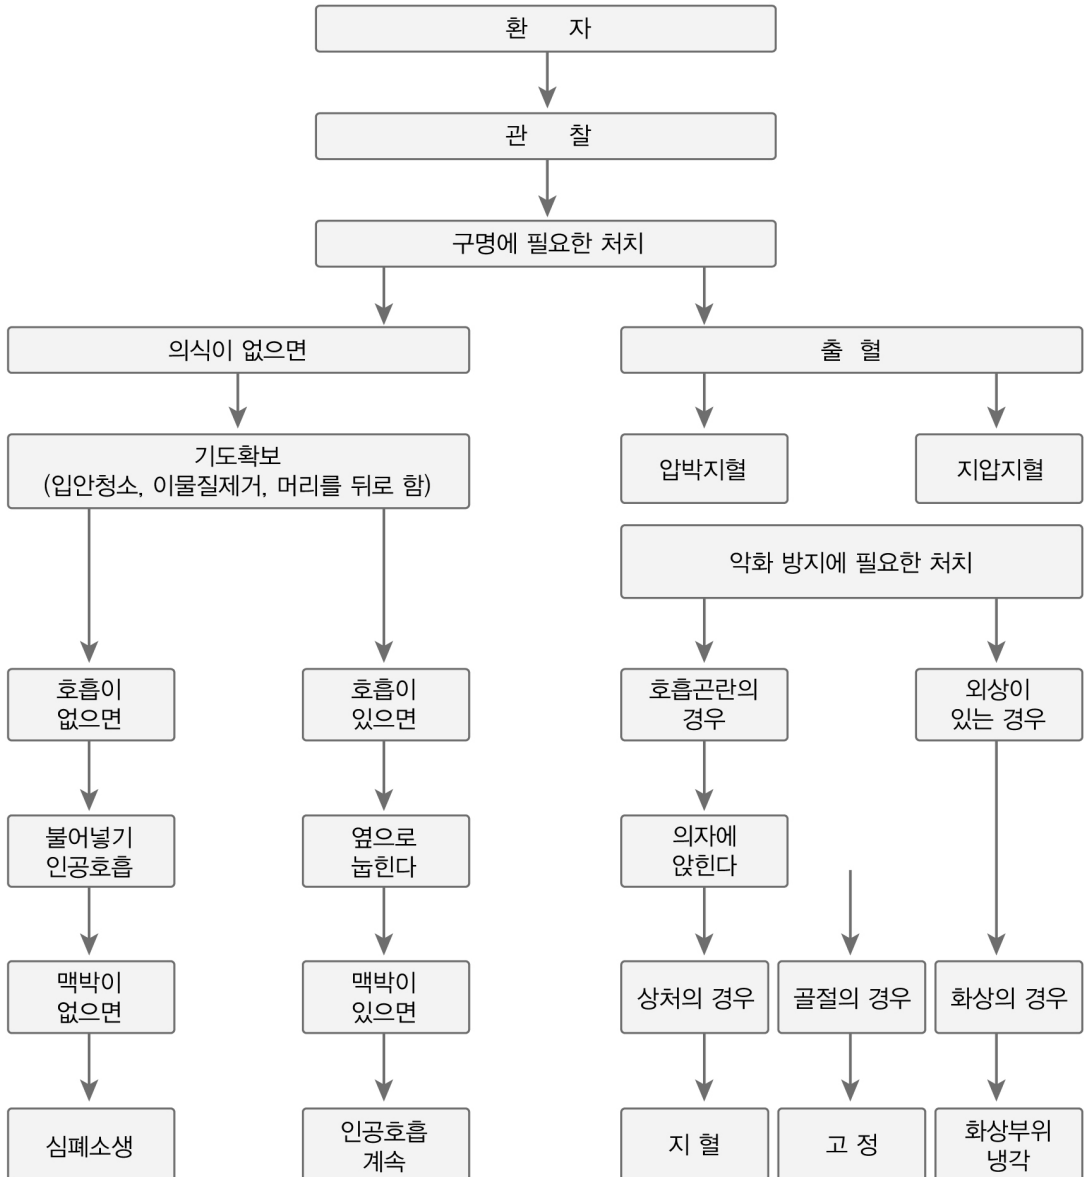 환 자
관 찰
구명에 필요한 처치
의식이 없으면
출 혈
기도확보
(입안청소, 이물질제거, 머리를 뒤로 함)
압박지혈
지압지혈
악화 방지에 필요한 처치
호흡이
없으면
호흡이
있으면
호흡곤란의
경우
외상이
있는 경우
불어넣기
인공호흡
옆으로
눕힌다
의자에
앉힌다
맥박이
없으면
맥박이
있으면
상처의 경우
골절의 경우
화상의 경우
심폐소생
인공호흡
계속
지 혈
고 정
화상부위
냉각